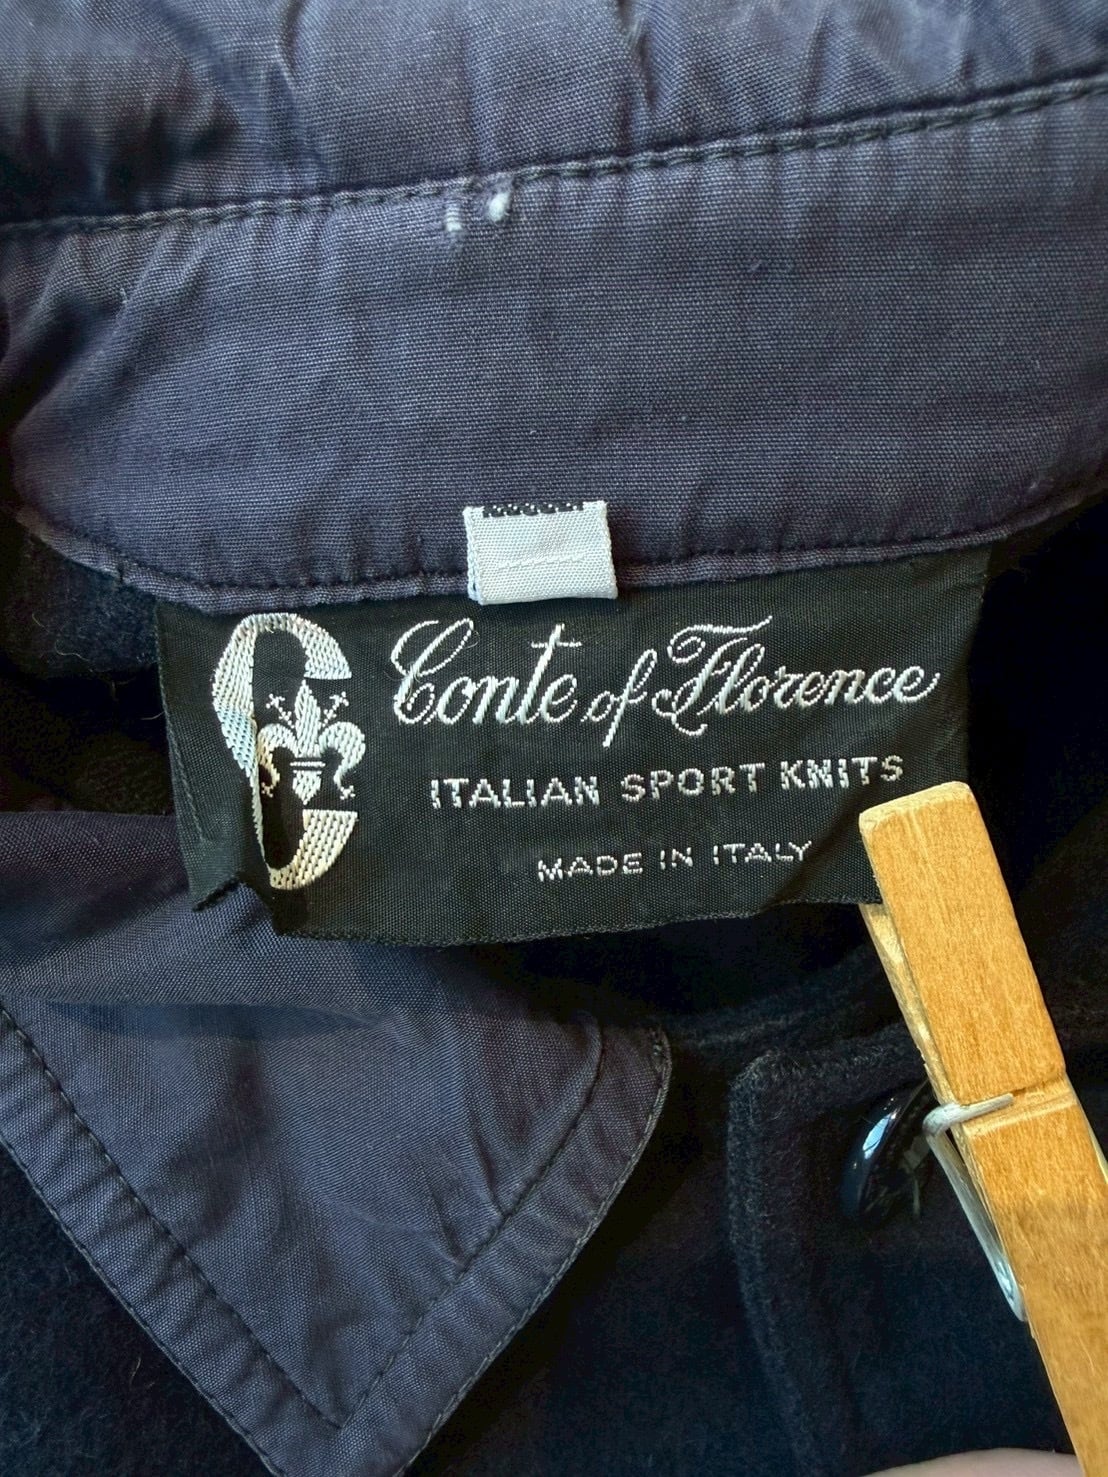 Conte of Florence
ITALIAN SPORT KNITS
MADE IN ITALY